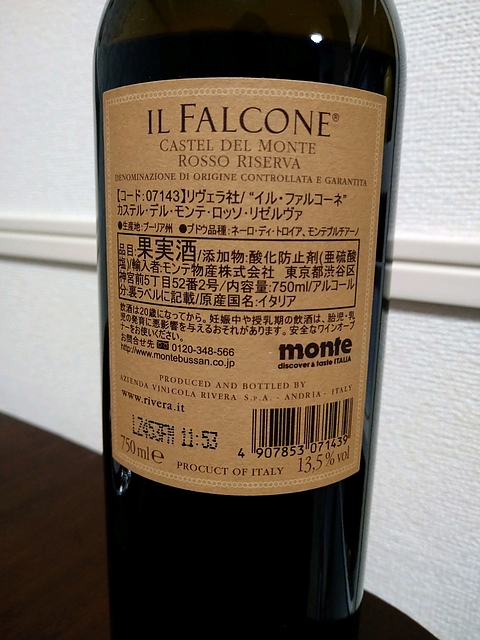 IL FALCONE®
CASTEL DEL MONTE
ROSSO RISERVA
DENOMINAZIONE DI ORIGINE CONTROLLATA E GARANTITA
【コード:07143】リヴェラ社/ "イル・ファルコーネ"
カステル・デル・モンテ・ロッソ・リゼルヴァ
●生産地:プーリア州 ●ブドウ品種:ネーロ・ディ・トロイア、モンテプルチアーノ
品目:果実酒/添加物:酸化防止剤(亜硫酸
塩)/輸入者:モンテ物産株式会社 東京都渋谷区
神宮前5丁目52番2号/内容量:750ml/アルコール
分:裏ラベルに記載/原産国名:イタリア
飲酒は20歳になってから。妊娠中や授乳期の飲酒は、胎児・乳
児の発育に悪影響を与えるおそれがあります。安全なワインオープ
ナーをお使いください。
お問合せ先 0120-348-566
http://www.montebussan.co.jp
monte
discover & taste ITALIA
PRODUCED AND BOTTLED BY
AZIENDA VINICOLA RIVERA S.p.A. - ANDRIA - ITALY
www.rivera.it
LZ453FM 11:53
4 907853 071439
750 ml e
PRODUCT OF ITALY
13,5% vol